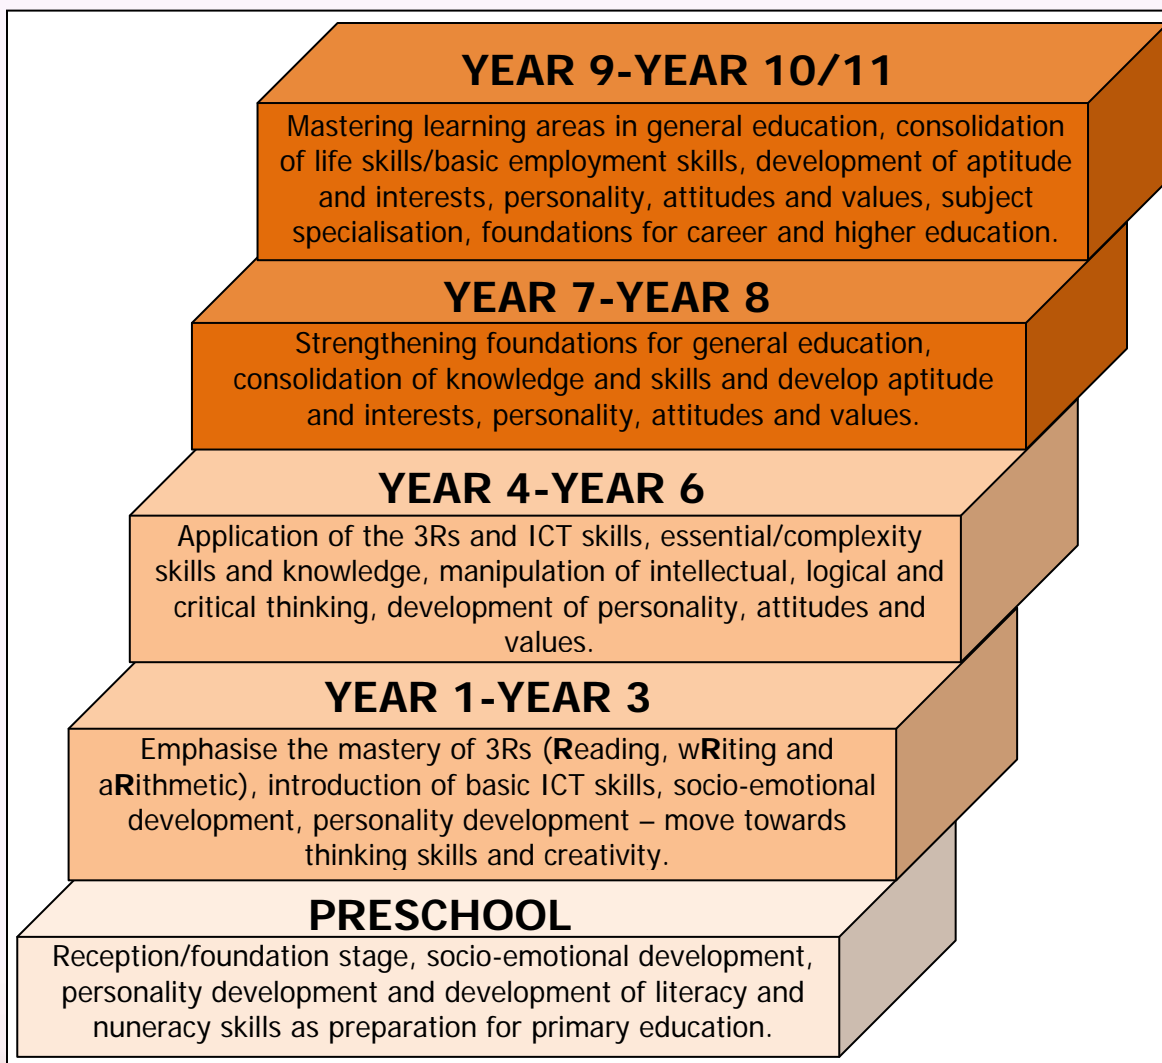 YEAR 9-YEAR 10/11
Mastering learning areas in general education, consolidation
of life skills/basic employment skills, development of aptitude
and interests, personality, attitudes and values, subject
specialisation, foundations for career and higher education.
YEAR 7-YEAR 8
Strengthening foundations for general education,
consolidation of knowledge and skills and develop aptitude
and interests, personality, attitudes and values.
YEAR 4-YEAR 6
Application of the 3Rs and ICT skills, essential/complexity
skills and knowledge, manipulation of intellectual, logical and
critical thinking, development of personality, attitudes and
values.
YEAR 1-YEAR 3
Emphasise the mastery of 3Rs (Reading, wRiting and
aRithmetic), introduction of basic ICT skills, socio-emotional
development, personality development – move towards
thinking skills and creativity.
PRESCHOOL
Reception/foundation stage, socio-emotional development,
personality development and development of literacy and
nuneracy skills as preparation for primary education.